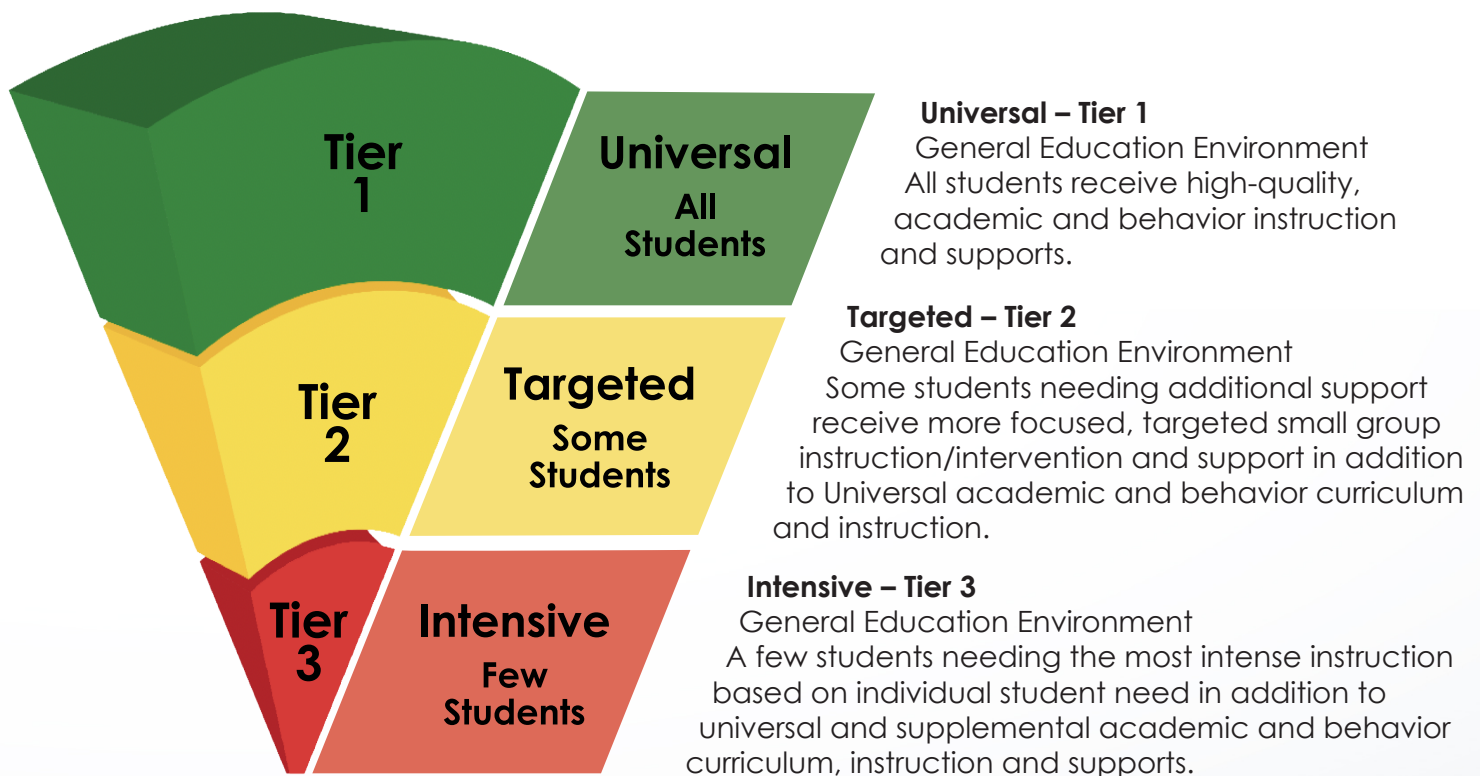 Tier
1
Universal
All
Students
Universal – Tier 1
General Education Environment
All students receive high-quality,
academic and behavior instruction
and supports.
Tier
2
Targeted
Some
Students
Targeted – Tier 2
General Education Environment
Some students needing additional support
receive more focused, targeted small group
instruction/intervention and support in addition
to Universal academic and behavior curriculum
and instruction.
Tier
3
Intensive
Few
Students
Intensive – Tier 3
General Education Environment
A few students needing the most intense instruction
based on individual student need in addition to
universal and supplemental academic and behavior
curriculum, instruction and supports.